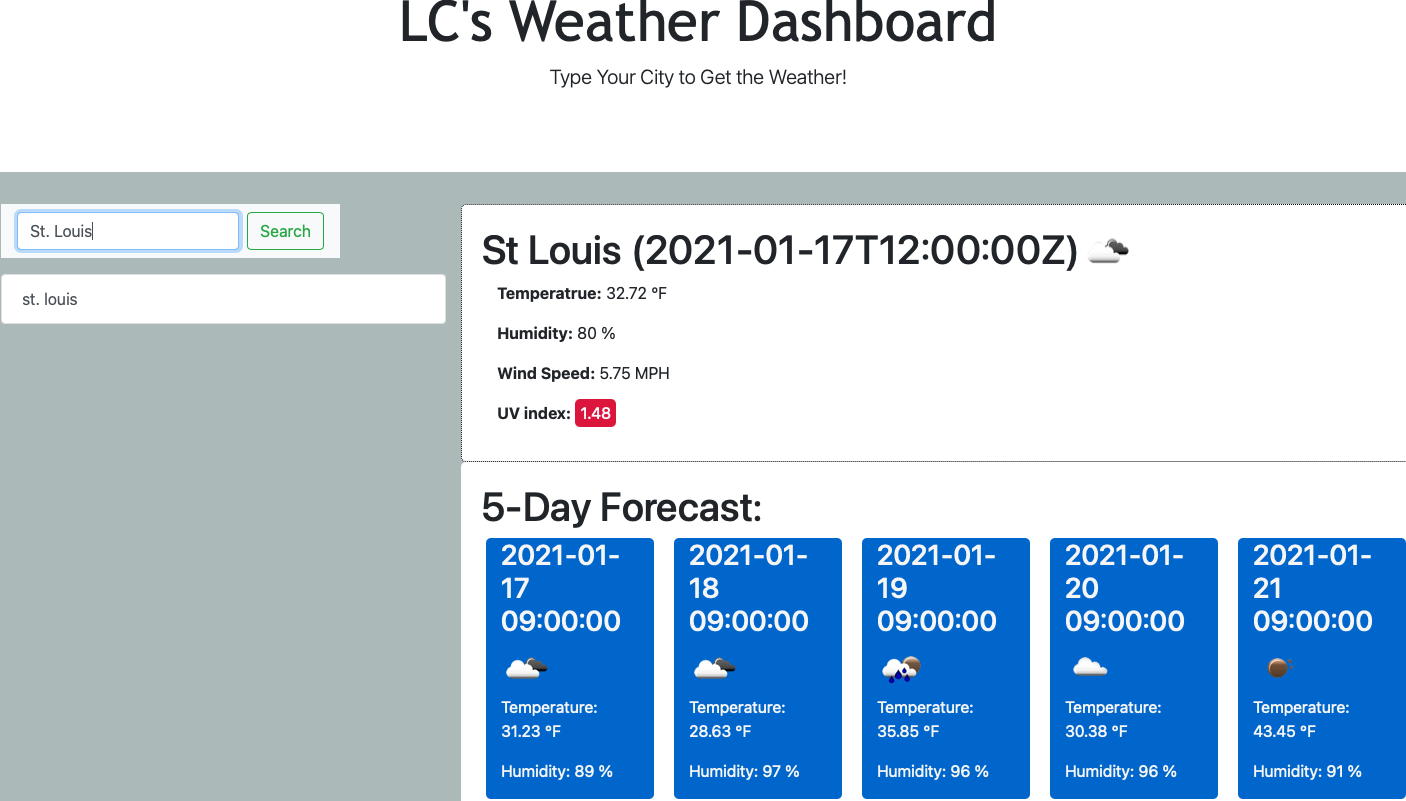 LC's Weather Dashboard
Type Your City to Get the Weather!
St. Louis
Search
st. louis
St Louis (2021-01-17T12:00:00Z)
Temperatrue: 32.72 °F
Humidity: 80 %
Wind Speed: 5.75 MPH
UV index: 1.48
5-Day Forecast:
2021-01-
17
09:00:00
Temperature:
31.23 °F
Humidity: 89 %
2021-01-
18
09:00:00
Temperature:
28.63 °F
Humidity: 97 %
2021-01-
19
09:00:00
Temperature:
35.85 °F
Humidity: 96 %
2021-01-
20
09:00:00
Temperature:
30.38 °F
Humidity: 96 %
2021-01-
21
09:00:00
Temperature:
43.45 °F
Humidity: 91 %